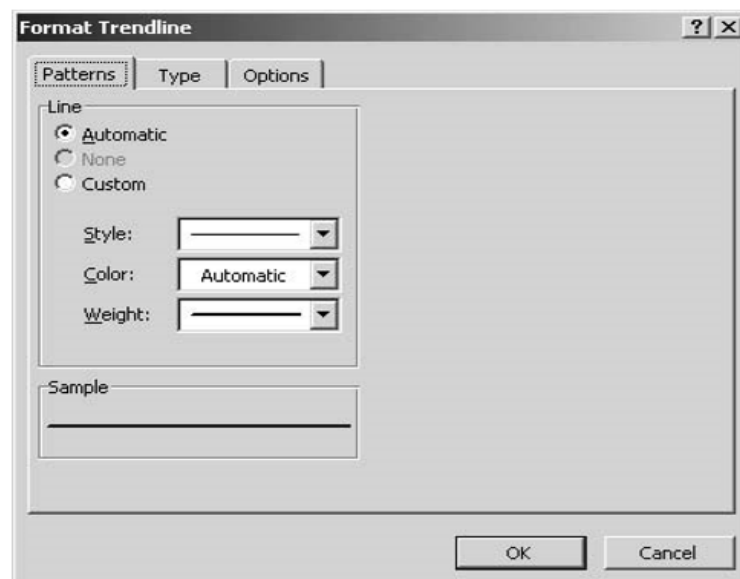 Format Trendline
Patterns Type Options
Line
Automatic
None
Custom
Style:
Color: Automatic
Weight:
Sample
OK Cancel